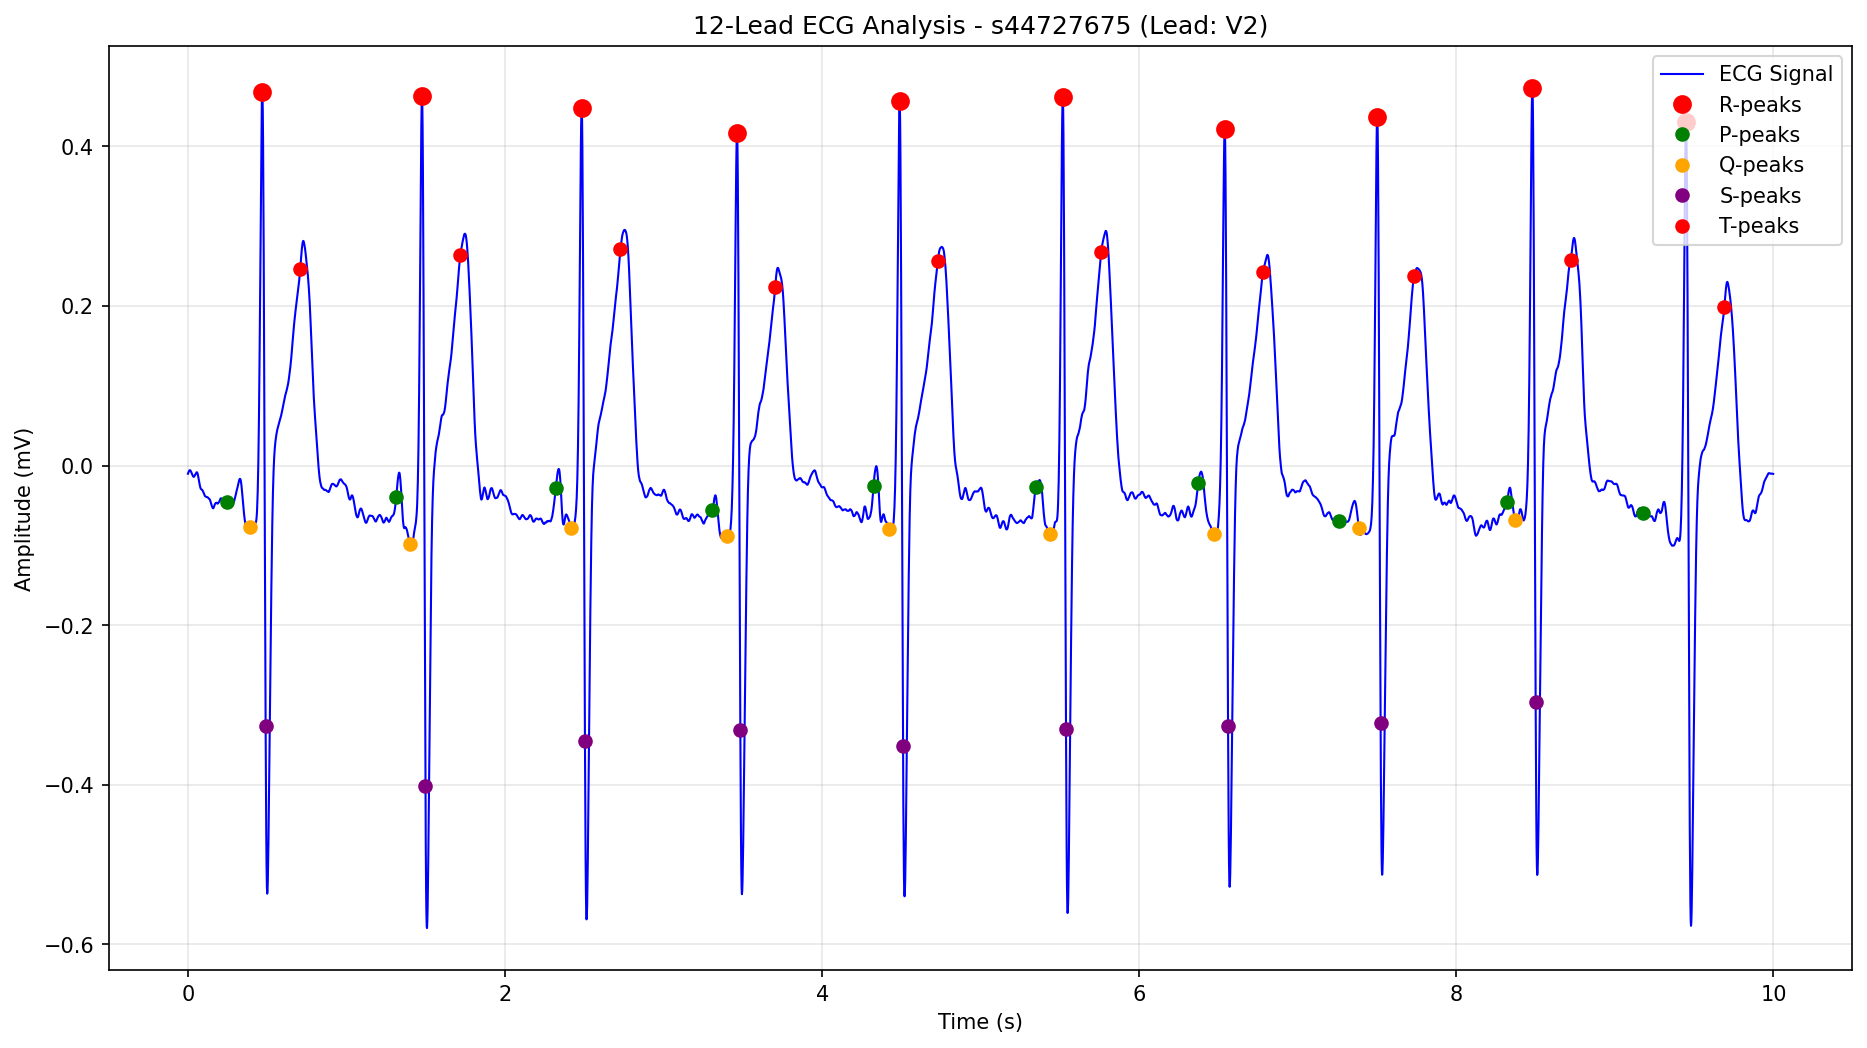 12-Lead ECG Analysis - s44727675 (Lead: V2)
ECG Signal
R-peaks
P-peaks
Q-peaks
S-peaks
T-peaks
Amplitude (mV)
0.4
0.2
0.0
−0.2
−0.4
−0.6
0 2 4 6 8 10
Time (s)